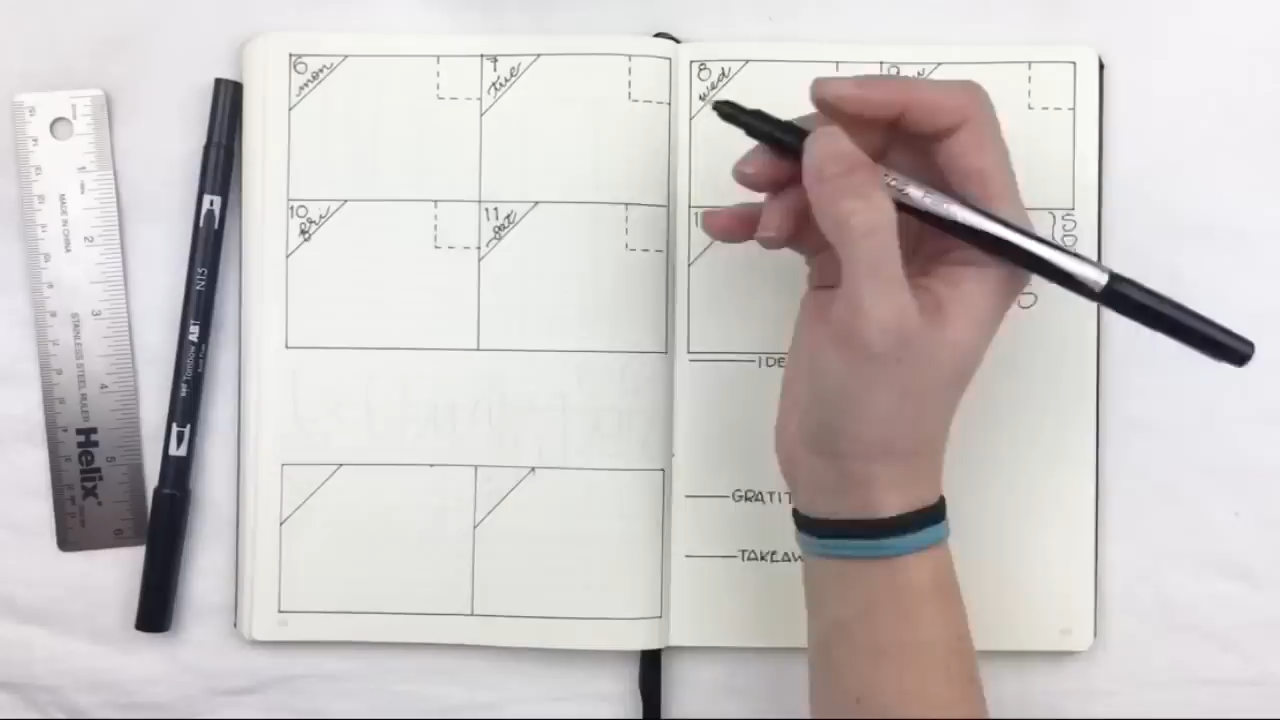 6 mon
7 tue
8 wed
9
10 fri
11 sat
IDE
GRATIT
TAKEAW
MADE IN CHINA
STAINLESS STEEL RULER
Helix
1
2
3
4
5
6
N15
Tombow ABT